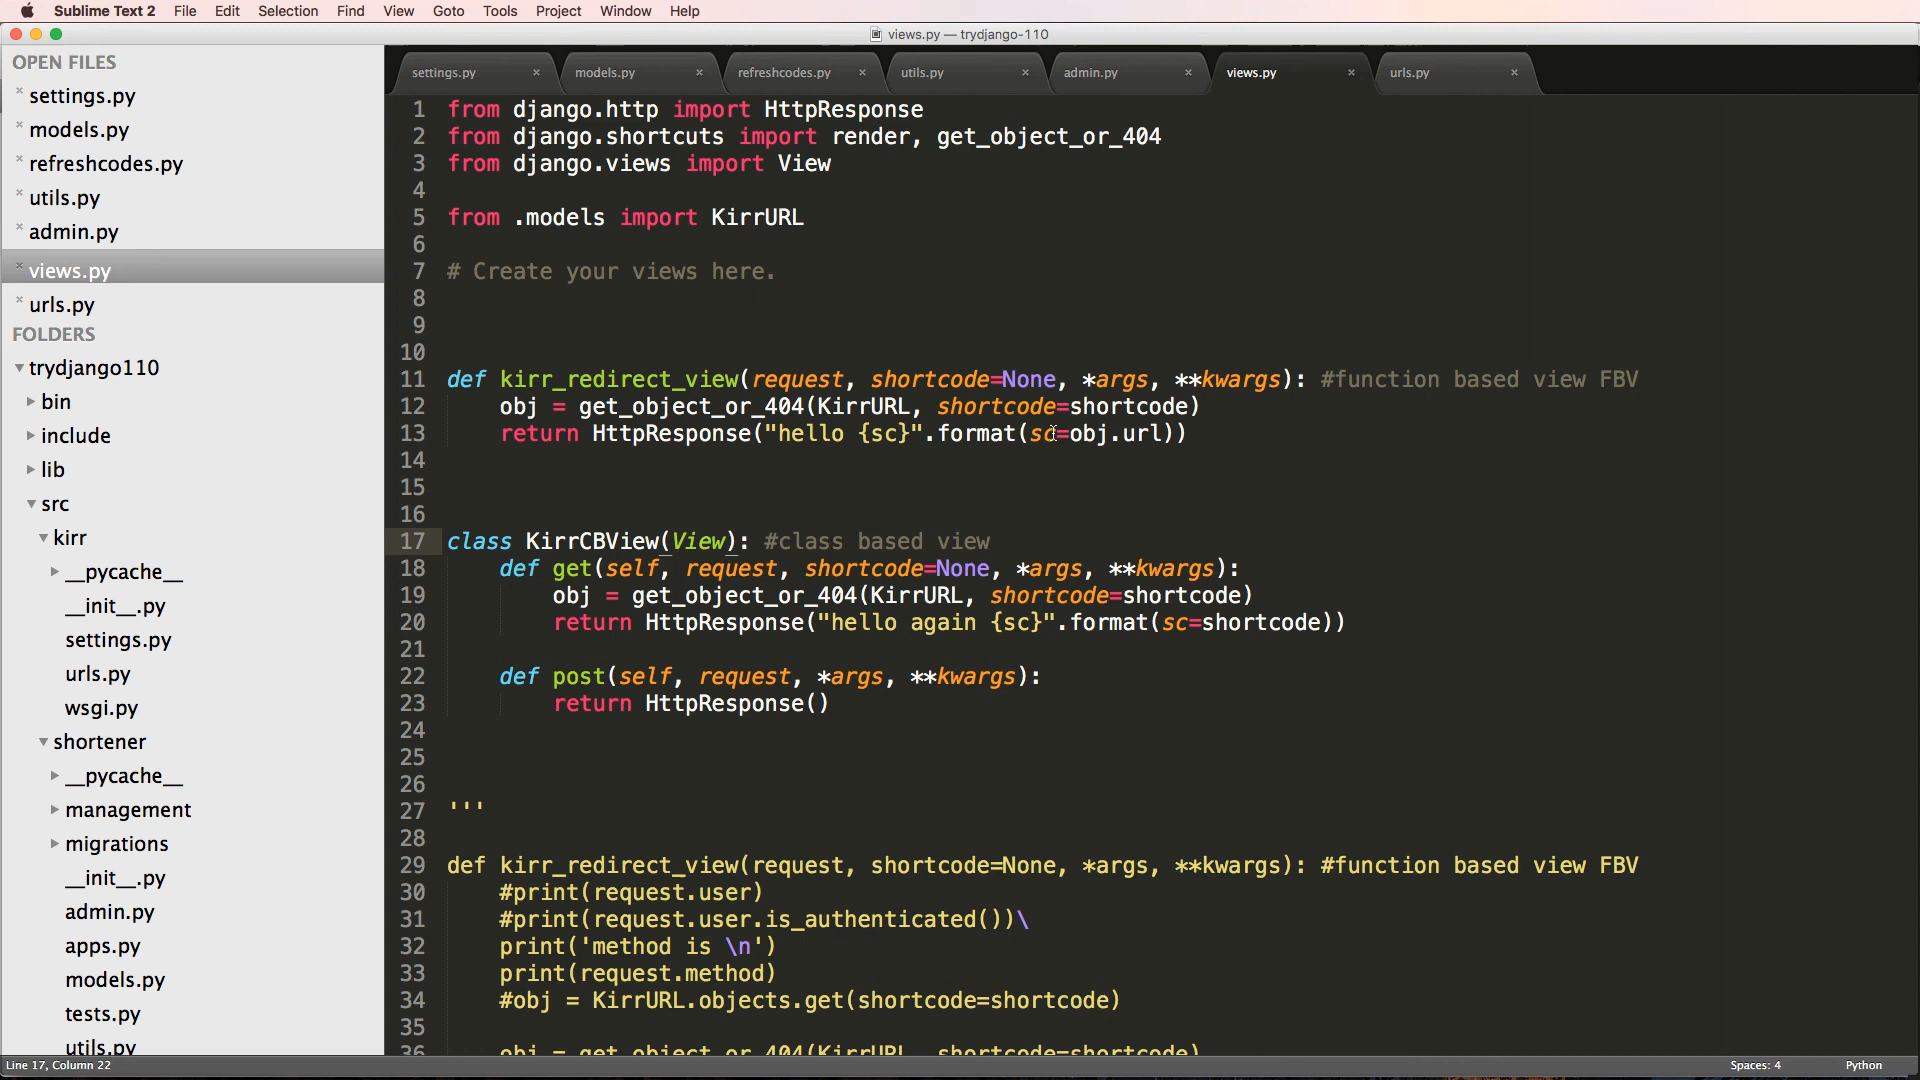 Sublime Text 2 File Edit Selection Find View Goto Tools Project Window Help
views.py — trydjango-110
OPEN FILES
settings.py
models.py
refreshcodes.py
utils.py
admin.py
views.py
urls.py
FOLDERS
trydjango110
bin
include
lib
src
kirr
__pycache__
__init__.py
settings.py
urls.py
wsgi.py
shortener
__pycache__
management
migrations
__init__.py
admin.py
apps.py
models.py
tests.py
utils.py
settings.py × models.py × refreshcodes.py × utils.py × admin.py × views.py × urls.py ×
1 from django.http import HttpResponse
2 from django.shortcuts import render, get_object_or_404
3 from django.views import View
4
5 from .models import KirrURL
6
7 # Create your views here.
8
9
10
11 def kirr_redirect_view(request, shortcode=None, *args, **kwargs): #function based view FBV
12     obj = get_object_or_404(KirrURL, shortcode=shortcode)
13     return HttpResponse("hello {sc}".format(sc=obj.url))
14
15
16
17 class KirrCBView(View): #class based view
18     def get(self, request, shortcode=None, *args, **kwargs):
19         obj = get_object_or_404(KirrURL, shortcode=shortcode)
20         return HttpResponse("hello again {sc}".format(sc=shortcode))
21
22     def post(self, request, *args, **kwargs):
23         return HttpResponse()
24
25
26
27 '''
28
29 def kirr_redirect_view(request, shortcode=None, *args, **kwargs): #function based view FBV
30     #print(request.user)
31     #print(request.user.is_authenticated())\
32     print('method is \n')
33     print(request.method)
34     #obj = KirrURL.objects.get(shortcode=shortcode)
35
36     obj = get_object_or_404(KirrURL, shortcode=shortcode)
Line 17, Column 22
Spaces: 4 Python